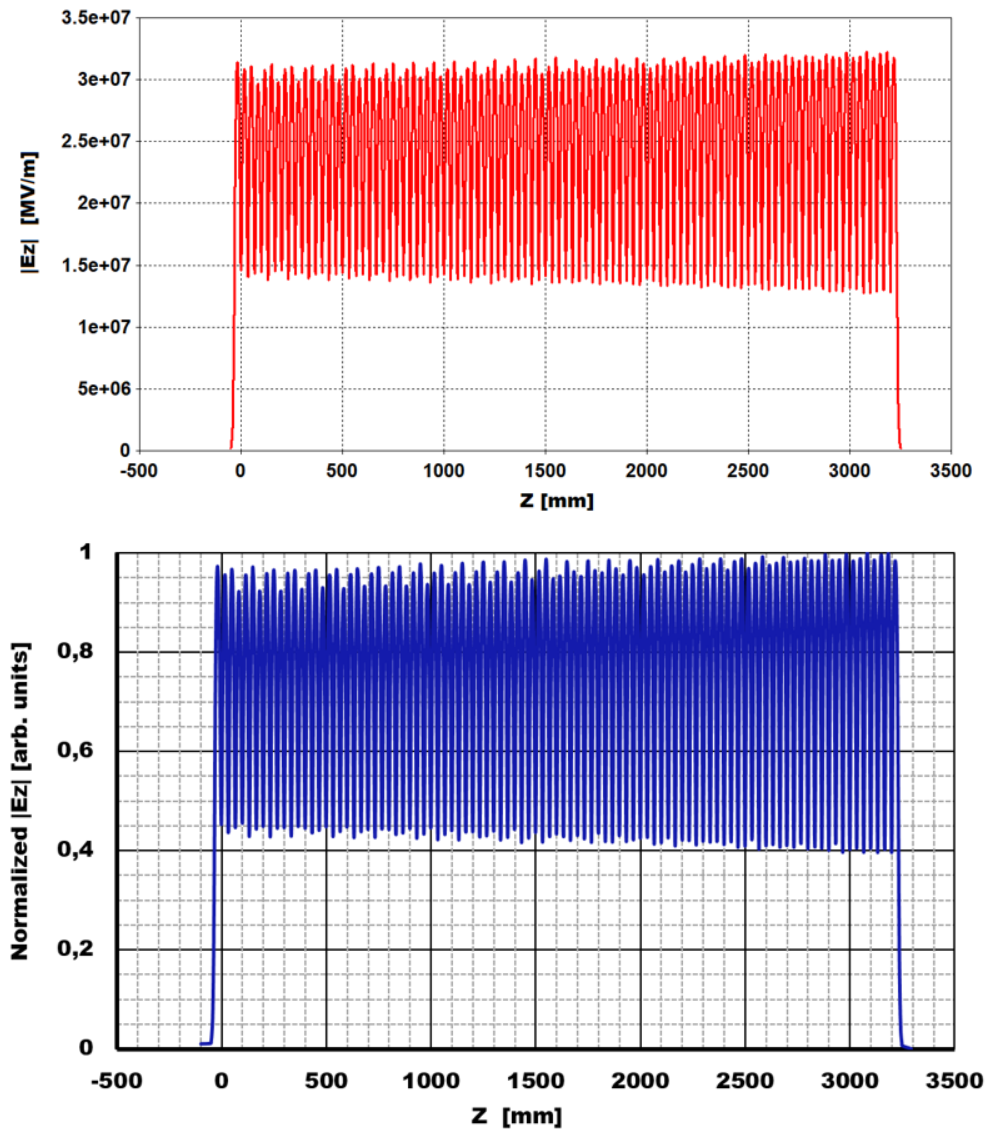 3.5e+07
3e+07
2.5e+07
2e+07
1.5e+07
1e+07
5e+06
0
|Ez| [MV/m]
-500 0 500 1000 1500 2000 2500 3000 3500
Z [mm]
1
0,8
0,6
0,4
0,2
0
Normalized |Ez| [arb. units]
-500 0 500 1000 1500 2000 2500 3000 3500
Z [mm]